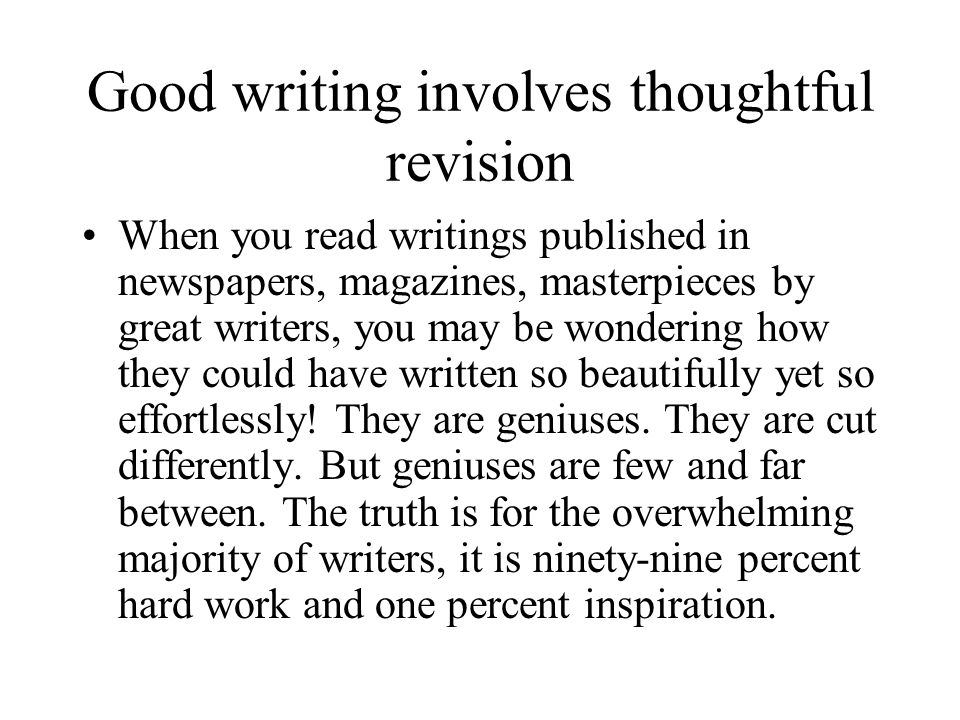 Good writing involves thoughtful
revision
• When you read writings published in
newspapers, magazines, masterpieces by
great writers, you may be wondering how
they could have written so beautifully yet so
effortlessly! They are geniuses. They are cut
differently. But geniuses are few and far
between. The truth is for the overwhelming
majority of writers, it is ninety-nine percent
hard work and one percent inspiration.